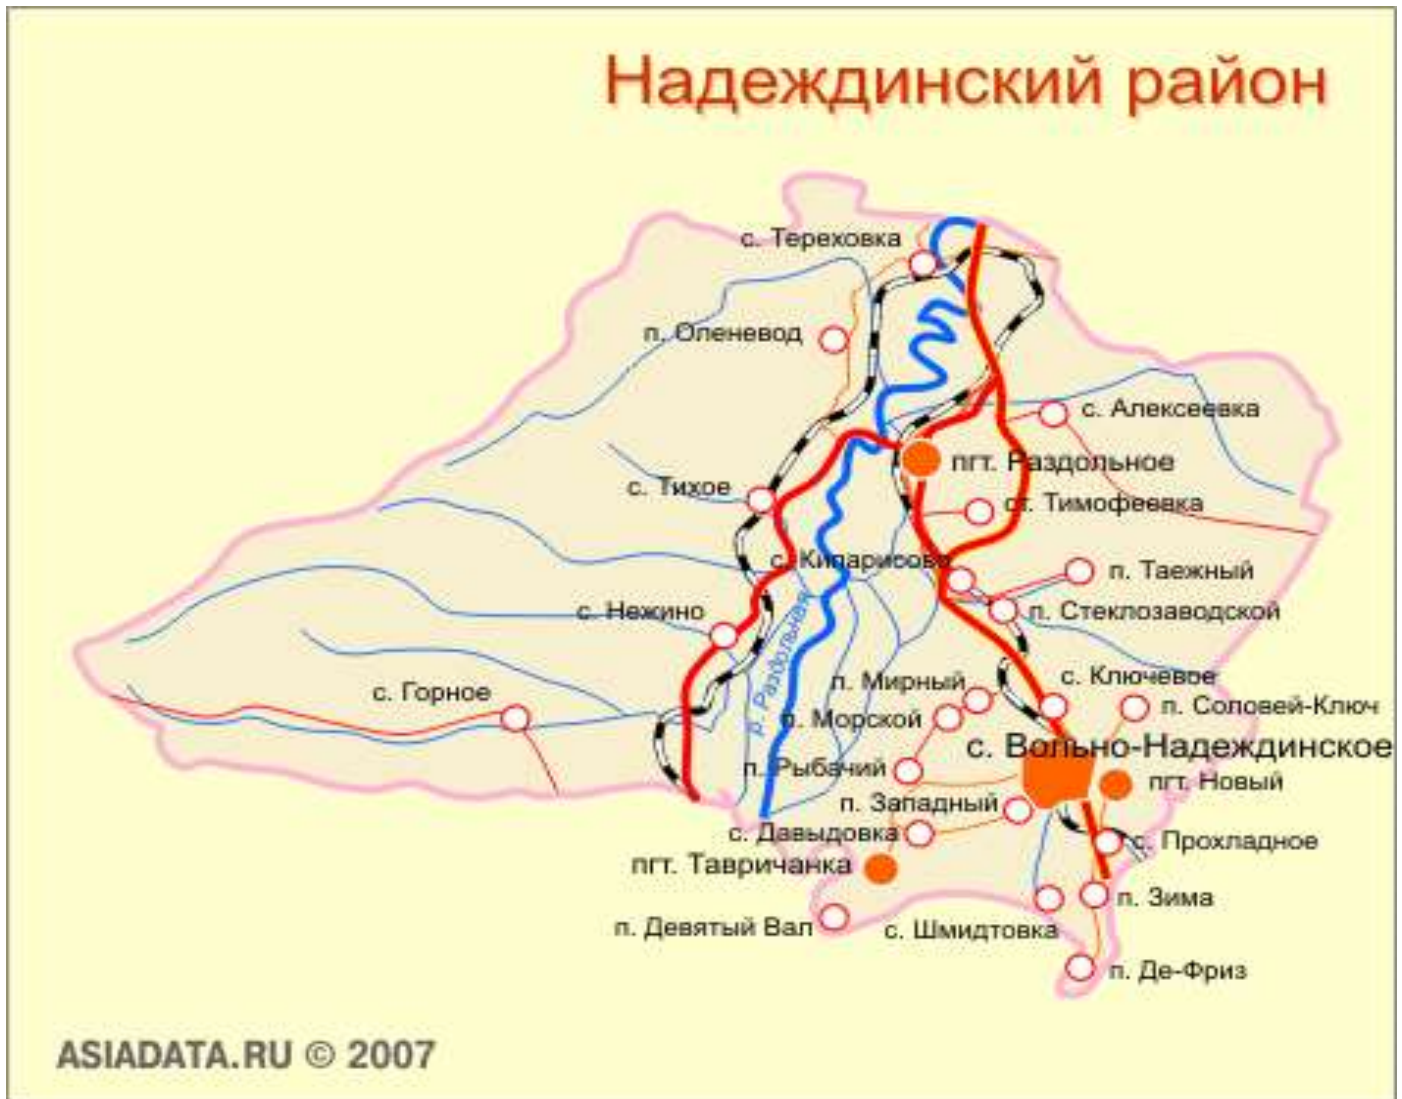 Надеждинский район
с. Тереховка
п. Оленевод
с. Алексеевка
пгт. Раздольное
с. Тихое
ст. Тимофеевка
с. Кипарисово
п. Таежный
с. Нежино
п. Стеклозаводской
р. Раздольная
с. Горное
п. Мирный
с. Ключевое
п. Морской
п. Соловей-Ключ
с. Вольно-Надеждинское
п. Рыбачий
пгт. Новый
п. Западный
с. Давыдовка
с. Прохладное
пгт. Тавричанка
п. Зима
п. Девятый Вал
с. Шмидтовка
п. Де-Фриз
ASIADATA.RU © 2007